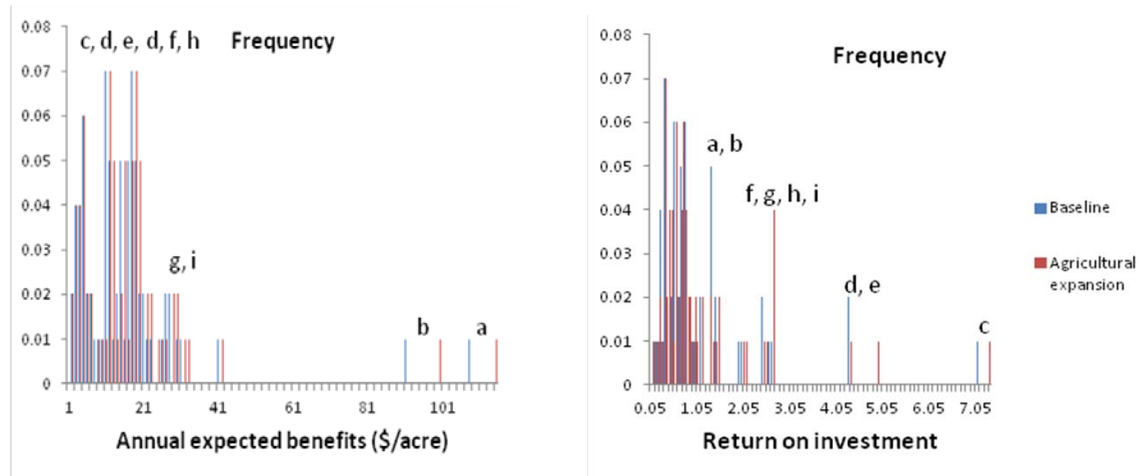 0.08
0.07
0.06
0.05
0.04
0.03
0.02
0.01
0
c, d, e, d, f, h
Frequency
g, i
b
a
1
21
41
61
81
101
Annual expected benefits ($/acre)
0.08
0.07
0.06
0.05
0.04
0.03
0.02
0.01
0
Frequency
a, b
f, g, h, i
d, e
c
0.05
1.05
2.05
3.05
4.05
5.05
6.05
7.05
Return on investment
Baseline
Agricultural
expansion